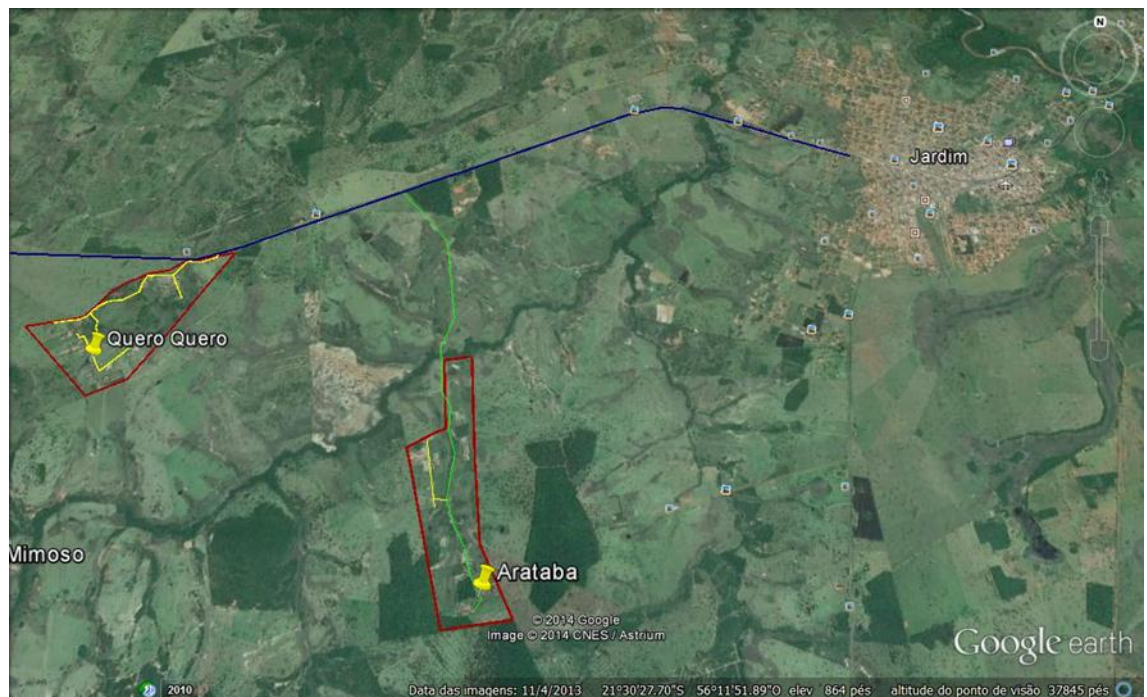 N
Jardim
Quero Quero
Mimoso
Arataba
© 2014 Google
Image © 2014 CNES / Astrium
Google earth
2010
Data das imagens: 11/4/2013 21°30'27.70"S 56°11'51.89"O elev 864 pés altitude do ponto de visão 37845 pés